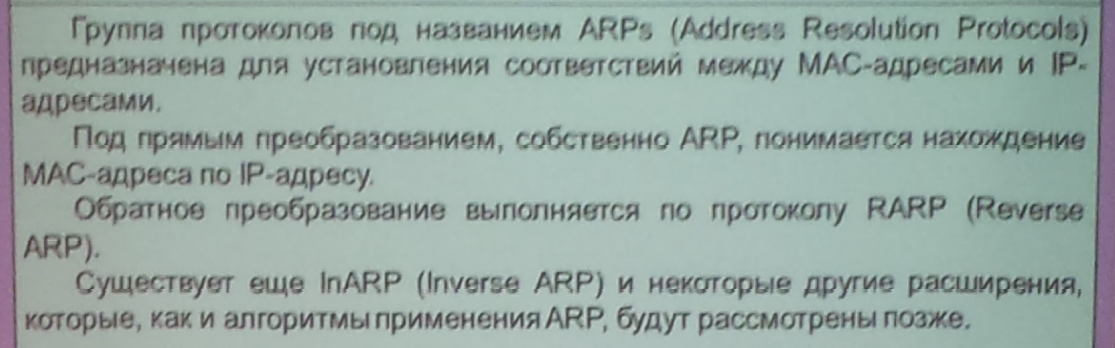 Группа протоколов под названием ARPs (Address Resolution Protocols)
предназначена для установления соответствий между MAC-адресами и IP-
адресами.
Под прямым преобразованием, собственно ARP, понимается нахождение
MAC-адреса по IP-адресу.
Обратное преобразование выполняется по протоколу RARP (Reverse
ARP).
Существует еще InARP (Inverse ARP) и некоторые другие расширения,
которые, как и алгоритмы применения ARP, будут рассмотрены позже.